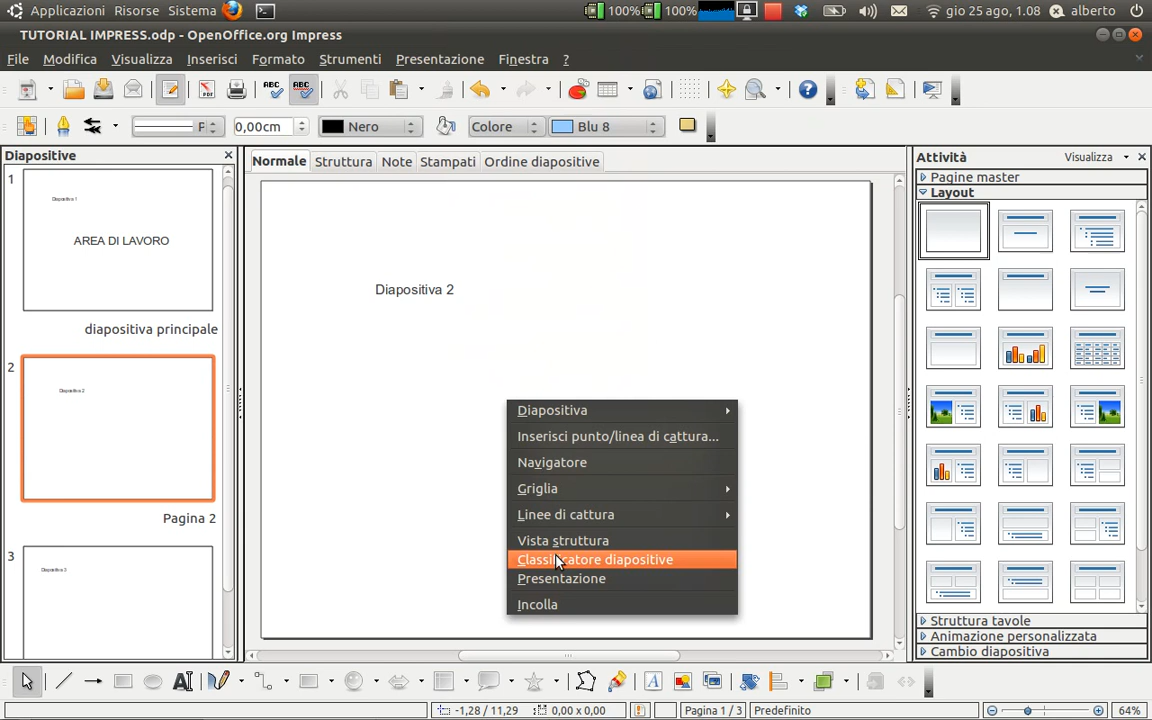 Applicazioni Risorse Sistema 100% 100% gio 25 ago, 1.08 alberto
TUTORIAL IMPRESS.odp - OpenOffice.org Impress
File Modifica Visualizza Inserisci Formato Strumenti Presentazione Finestra ?
0,00cm Nero Colore Blu 8
Diapositive
Normale Struttura Note Stampati Ordine diapositive
Attività Visualizza
Pagine master
Layout
1
Diapositiva 1
AREA DI LAVORO
diapositiva principale
2
Diapositiva 2
Pagina 2
3
Diapositiva 3
Diapositiva 2
Diapositiva
Inserisci punto/linea di cattura...
Navigatore
Griglia
Linee di cattura
Vista struttura
Classificatore diapositive
Presentazione
Incolla
Struttura tavole
Animazione personalizzata
Cambio diapositiva
-1,28 / 11,29 0,00 x 0,00 Pagina 1 / 3 Predefinito 64%